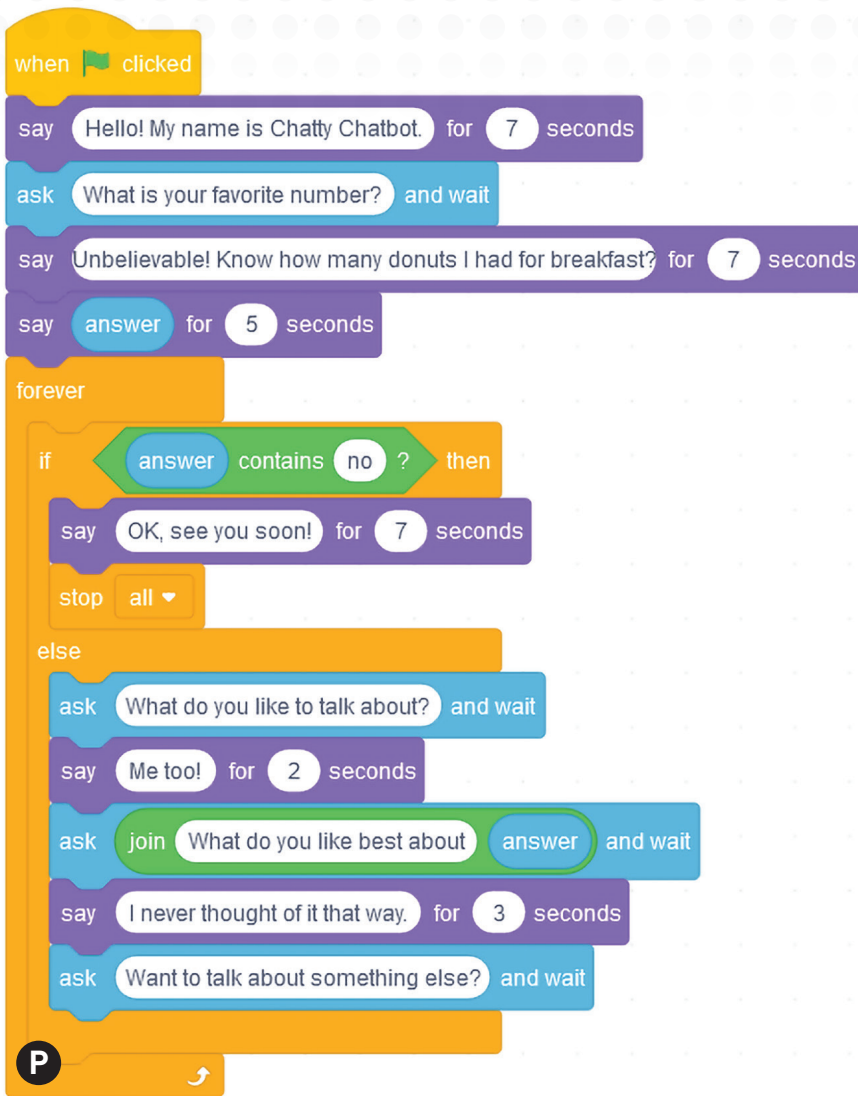 when clicked
say Hello! My name is Chatty Chatbot. for 7 seconds
ask What is your favorite number? and wait
say Unbelievable! Know how many donuts I had for breakfast? for 7 seconds
say answer for 5 seconds
forever
if answer contains no ? then
say OK, see you soon! for 7 seconds
stop all
else
ask What do you like to talk about? and wait
say Me too! for 2 seconds
ask join What do you like best about answer and wait
say I never thought of it that way. for 3 seconds
ask Want to talk about something else? and wait
P